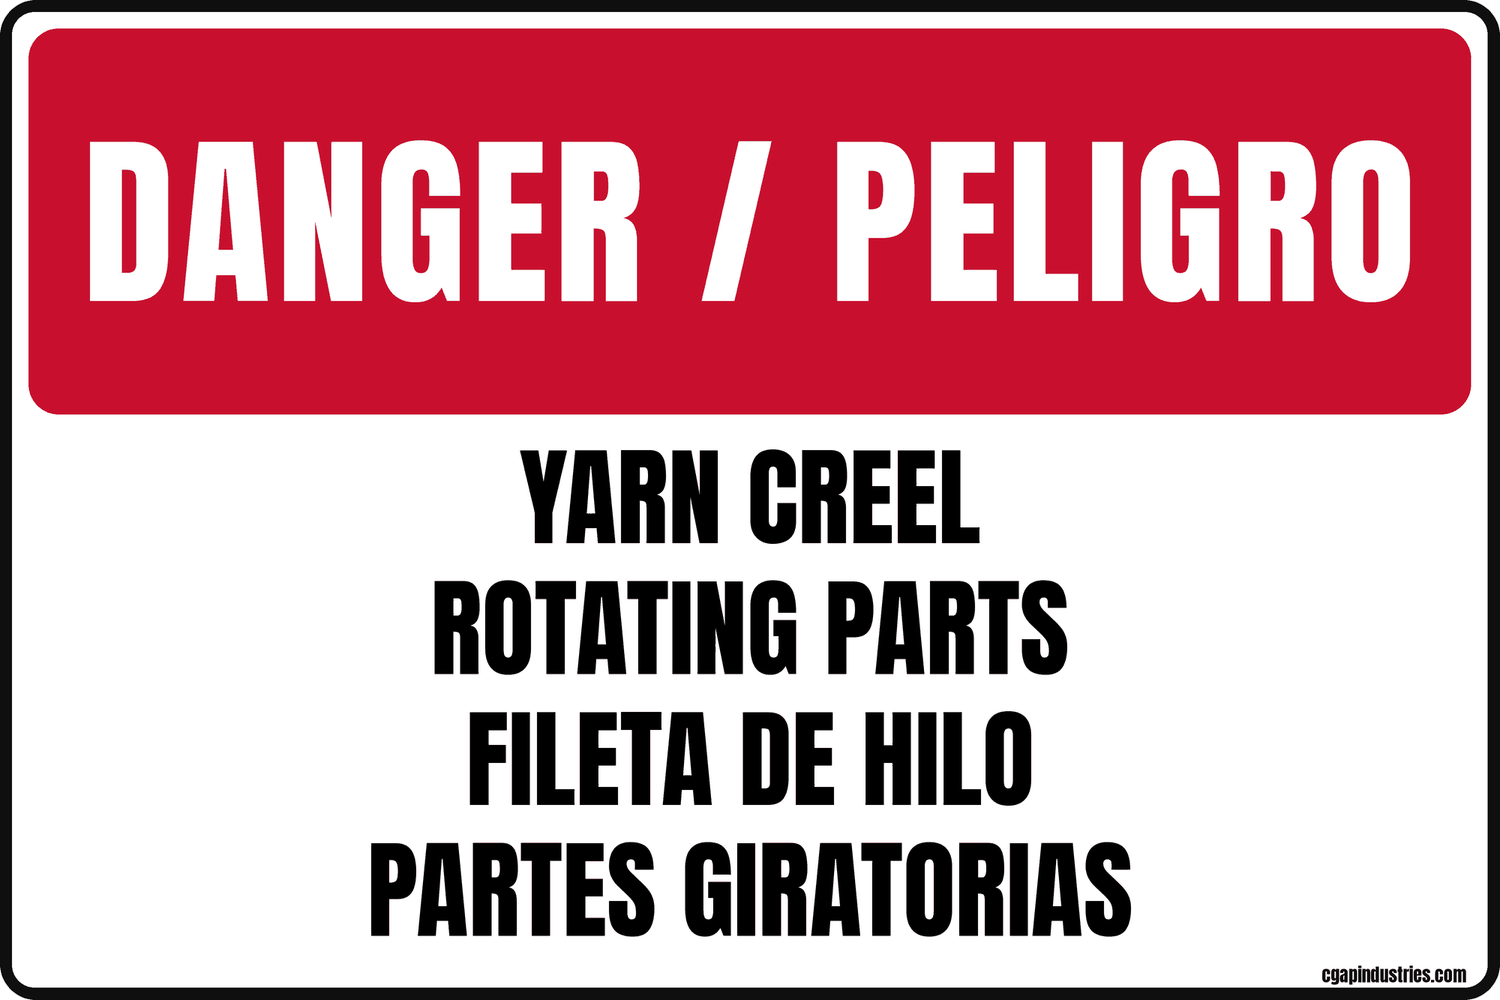 DANGER / PELIGRO
YARN CREEL
ROTATING PARTS
FILETA DE HILO
PARTES GIRATORIAS
cgapindustries.com